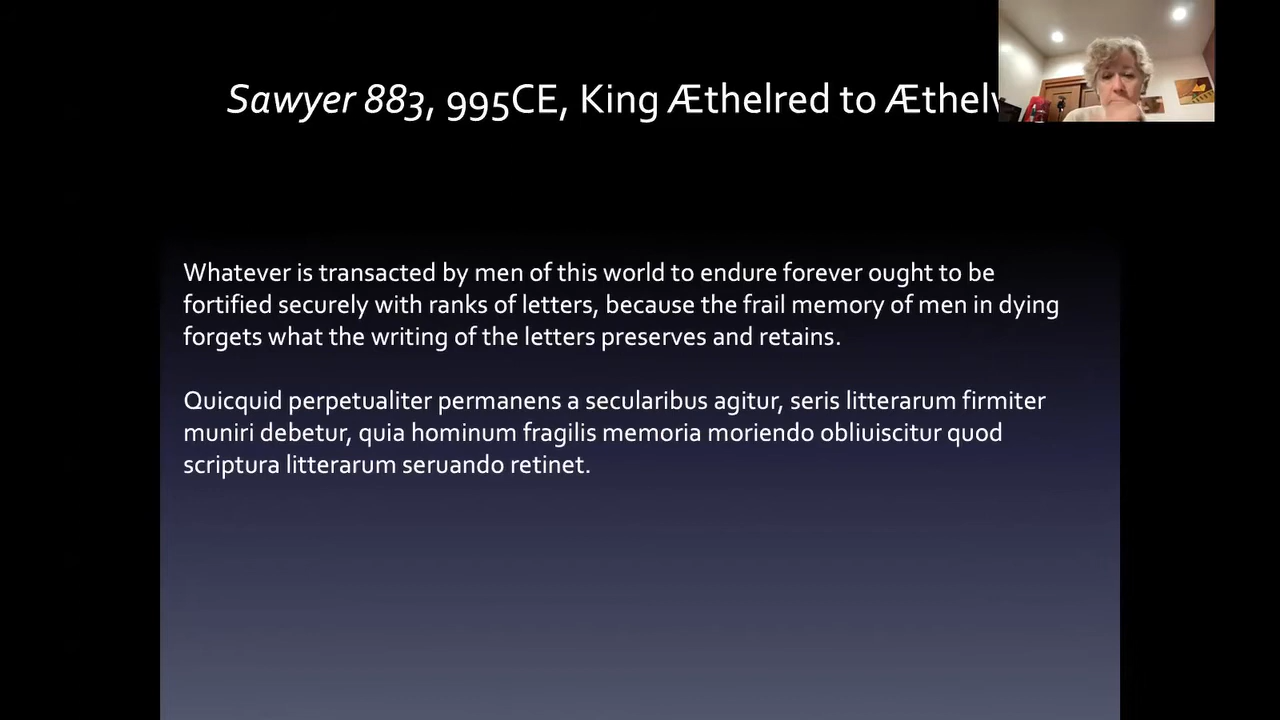 Sawyer 883, 995CE, King Æthelred to
Whatever is transacted by men of this world to endure forever ought to be
fortified securely with ranks of letters, because the frail memory of men in dying
forgets what the writing of the letters preserves and retains.
Quicquid perpetualiter permanens a secularibus agitur, seris litterarum firmiter
muniri debetur, quia hominum fragilis memoria moriendo obliuiscitur quod
scriptura litterarum seruando retinet.